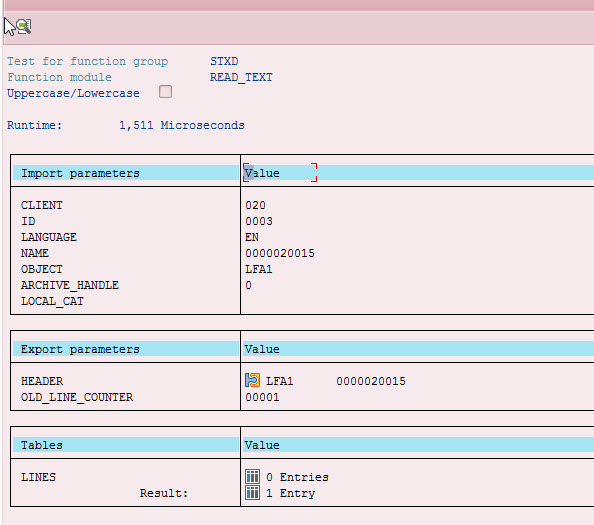 Test for function group STXD
Function module READ_TEXT
Uppercase/Lowercase
Runtime: 1,511 Microseconds
Import parameters Value
CLIENT 020
ID 0003
LANGUAGE EN
NAME 0000020015
OBJECT LFA1
ARCHIVE_HANDLE 0
LOCAL_CAT
Export parameters Value
HEADER LFA1 0000020015
OLD_LINE_COUNTER 00001
Tables Value
LINES 0 Entries
Result: 1 Entry